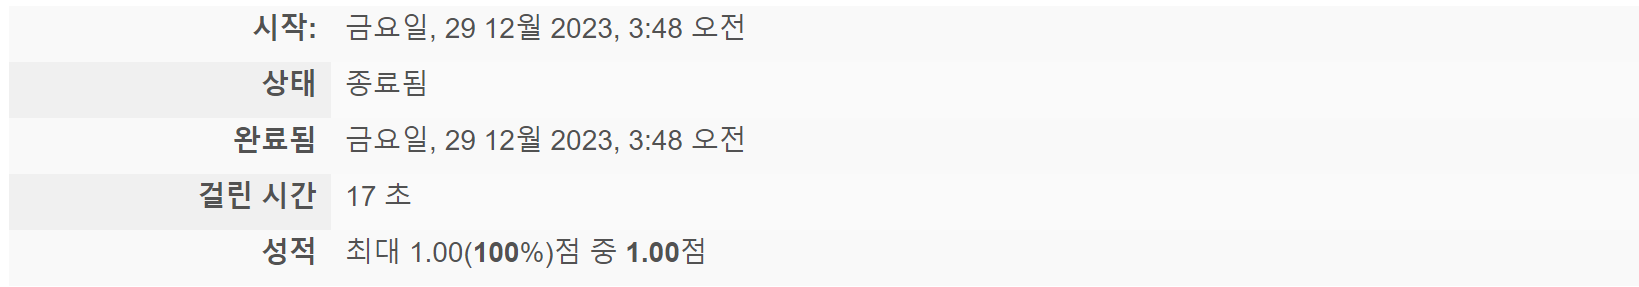 시작: 금요일, 29 12월 2023, 3:48 오전
상태 종료됨
완료됨 금요일, 29 12월 2023, 3:48 오전
걸린 시간 17 초
성적 최대 1.00(100%)점 중 1.00점